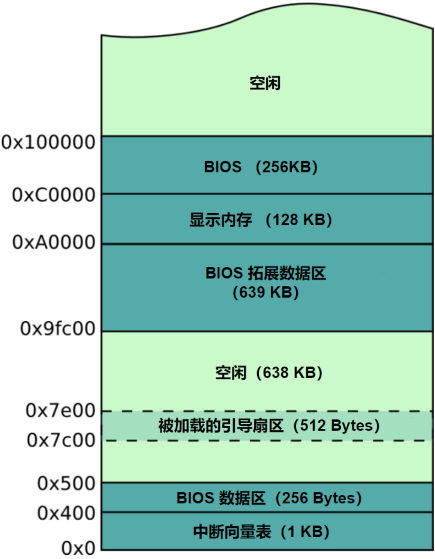 空闲
0x100000
BIOS （256KB）
0xC0000
显示内存 （128 KB）
0xA0000
BIOS 拓展数据区
（639 KB）
0x9fc00
空闲（638 KB）
0x7e00
被加载的引导扇区（512 Bytes）
0x7c00
0x500
BIOS 数据区（256 Bytes）
0x400
中断向量表（1 KB）
0x0